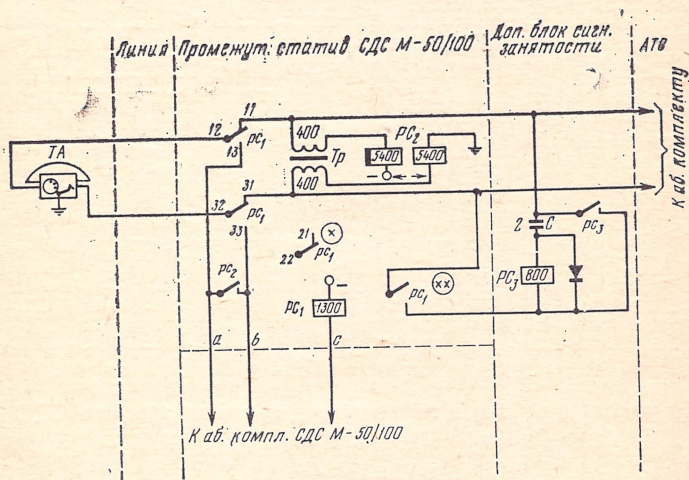 Линия
Промежут. статив СДС М-50/100
Доп. блок сигн.
занятости
АТС
К аб. комплекту
ТА
12
11
рс₁
13
400
Тр
400
РС₂
5400
5400
−
32
31
рс₁
33
21
22
рс₁
(×)
рс₂
РС₁
1300
−
рс₁
(××)
2
С
рс₃
РС₃
800
а
b
с
К аб. компл. СДС М-50/100